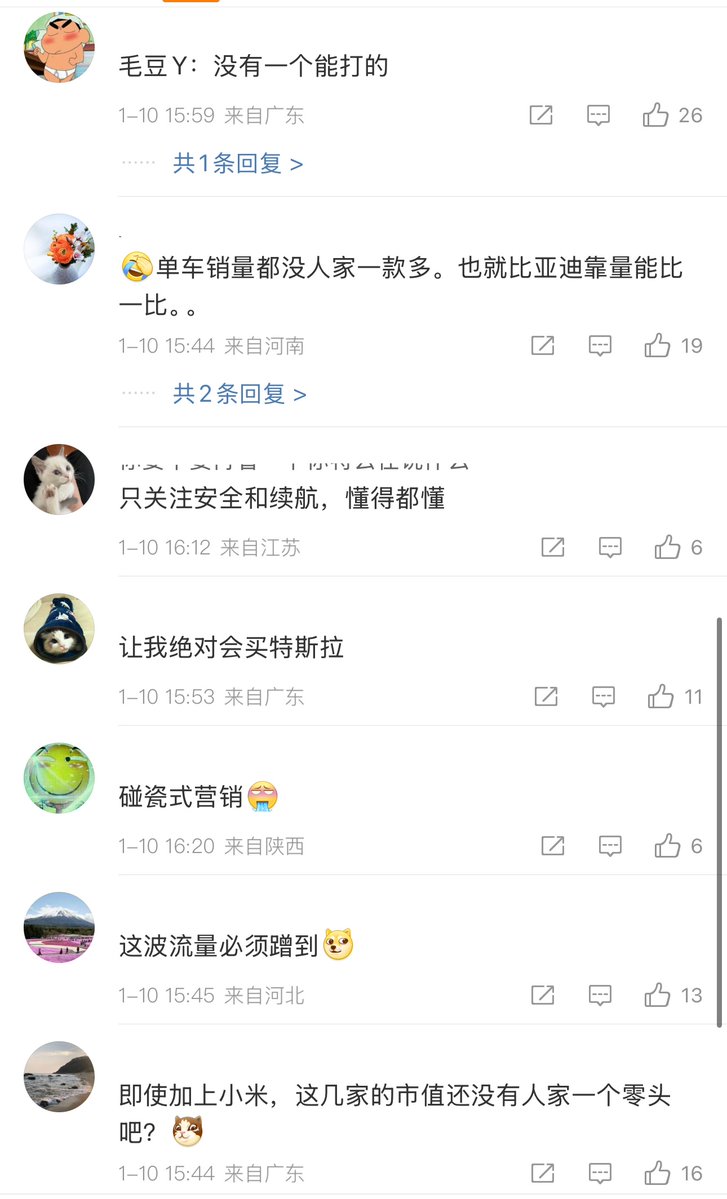 毛豆Y：没有一个能打的
1-10 15:59 来自广东
26
共1条回复 >
单车销量都没人家一款多。也就比亚迪靠量能比
一比。。
1-10 15:44 来自河南
19
共2条回复 >
只关注安全和续航，懂得都懂
1-10 16:12 来自江苏
6
让我绝对会买特斯拉
1-10 15:53 来自广东
11
碰瓷式营销
1-10 16:20 来自陕西
6
这波流量必须蹭到
1-10 15:45 来自河北
13
即使加上小米，这几家的市值还没有人家一个零头
吧？
1-10 15:44 来自广东
16